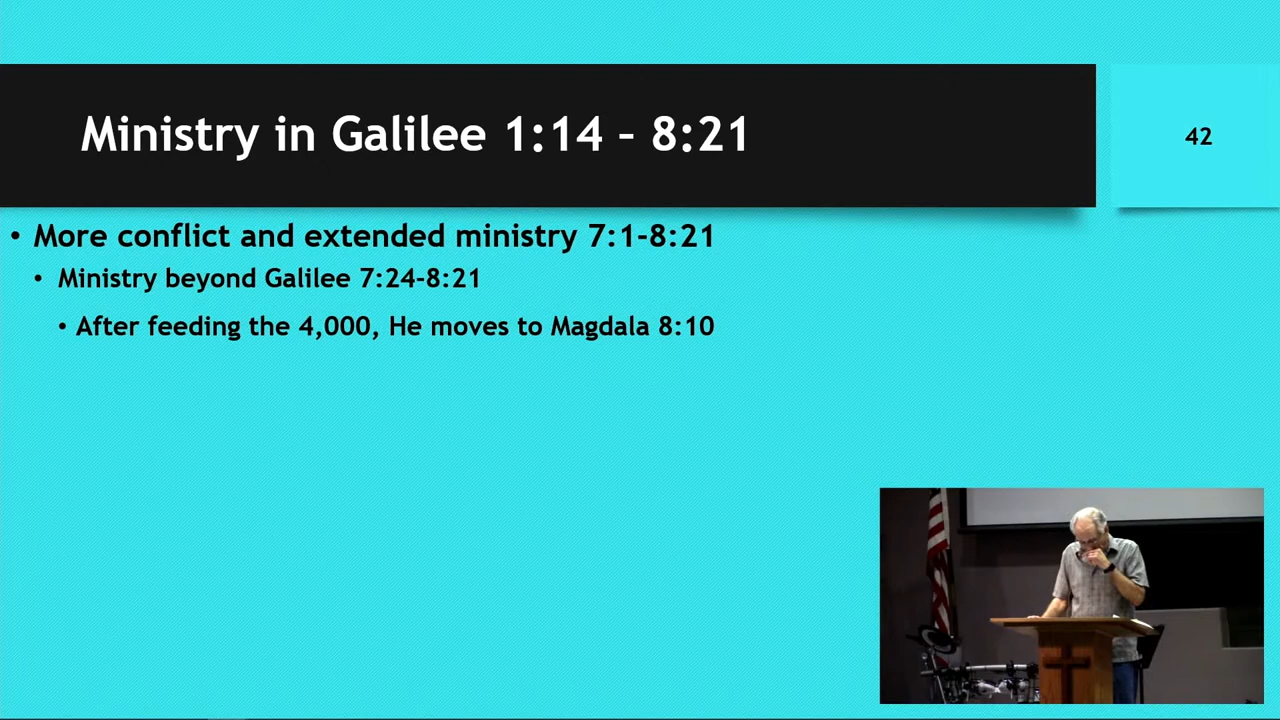 Ministry in Galilee 1:14 – 8:21
42
• More conflict and extended ministry 7:1-8:21
• Ministry beyond Galilee 7:24-8:21
• After feeding the 4,000, He moves to Magdala 8:10